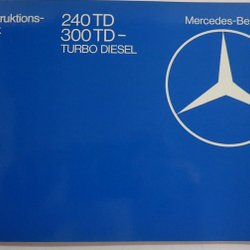 ruktions-
240 TD
300 TD –
TURBO DIESEL
Mercedes-Be